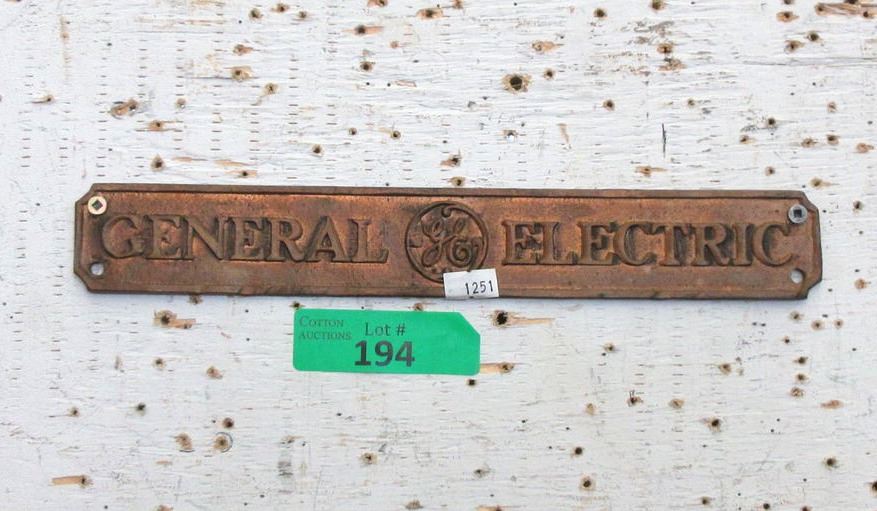 GENERAL GE ELECTRIC
1251
COTTON AUCTIONS Lot #
194